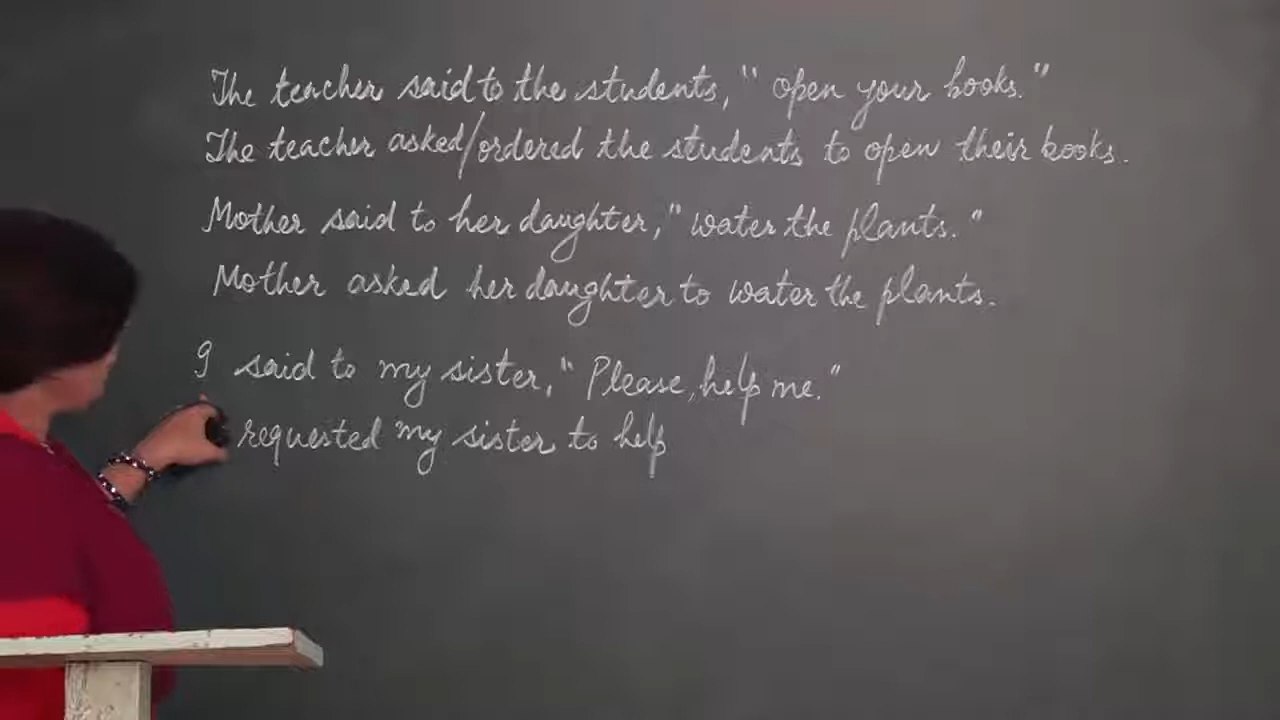 The teacher said to the students, " open your books."
The teacher asked/ordered the students to open their books.
Mother said to her daughter, "water the plants."
Mother asked her daughter to water the plants.
I said to my sister, "Please, help me."
requested my sister to help